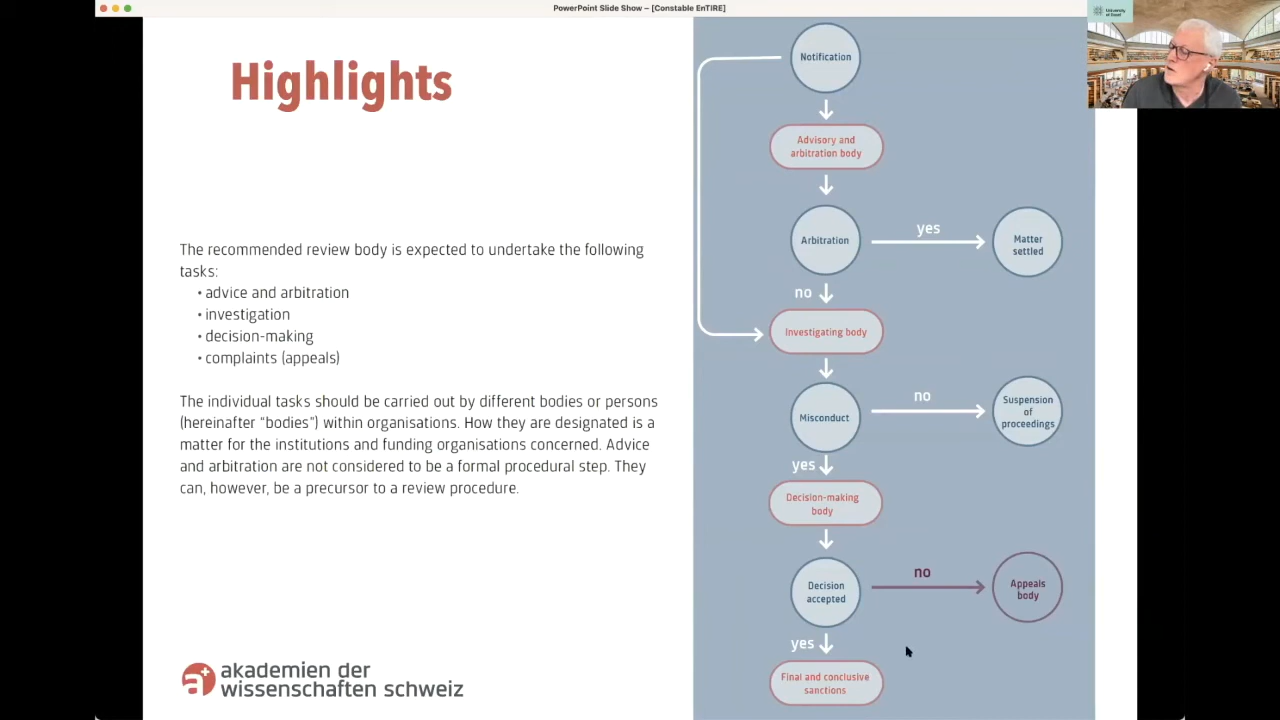 PowerPoint Slide Show – [Constable EnTIRE]
University
of Basel
Highlights
The recommended review body is expected to undertake the following
tasks:
• advice and arbitration
• investigation
• decision-making
• complaints (appeals)
The individual tasks should be carried out by different bodies or persons
(hereinafter “bodies”) within organisations. How they are designated is a
matter for the institutions and funding organisations concerned. Advice
and arbitration are not considered to be a formal procedural step. They
can, however, be a precursor to a review procedure.
a+
akademien der
wissenschaften schweiz
Notification
Advisory and
arbitration body
Arbitration
yes
Matter
settled
no
Investigating body
Misconduct
no
Suspension
of
proceedings
yes
Decision-making
body
Decision
accepted
no
Appeals
body
yes
Final and conclusive
sanctions